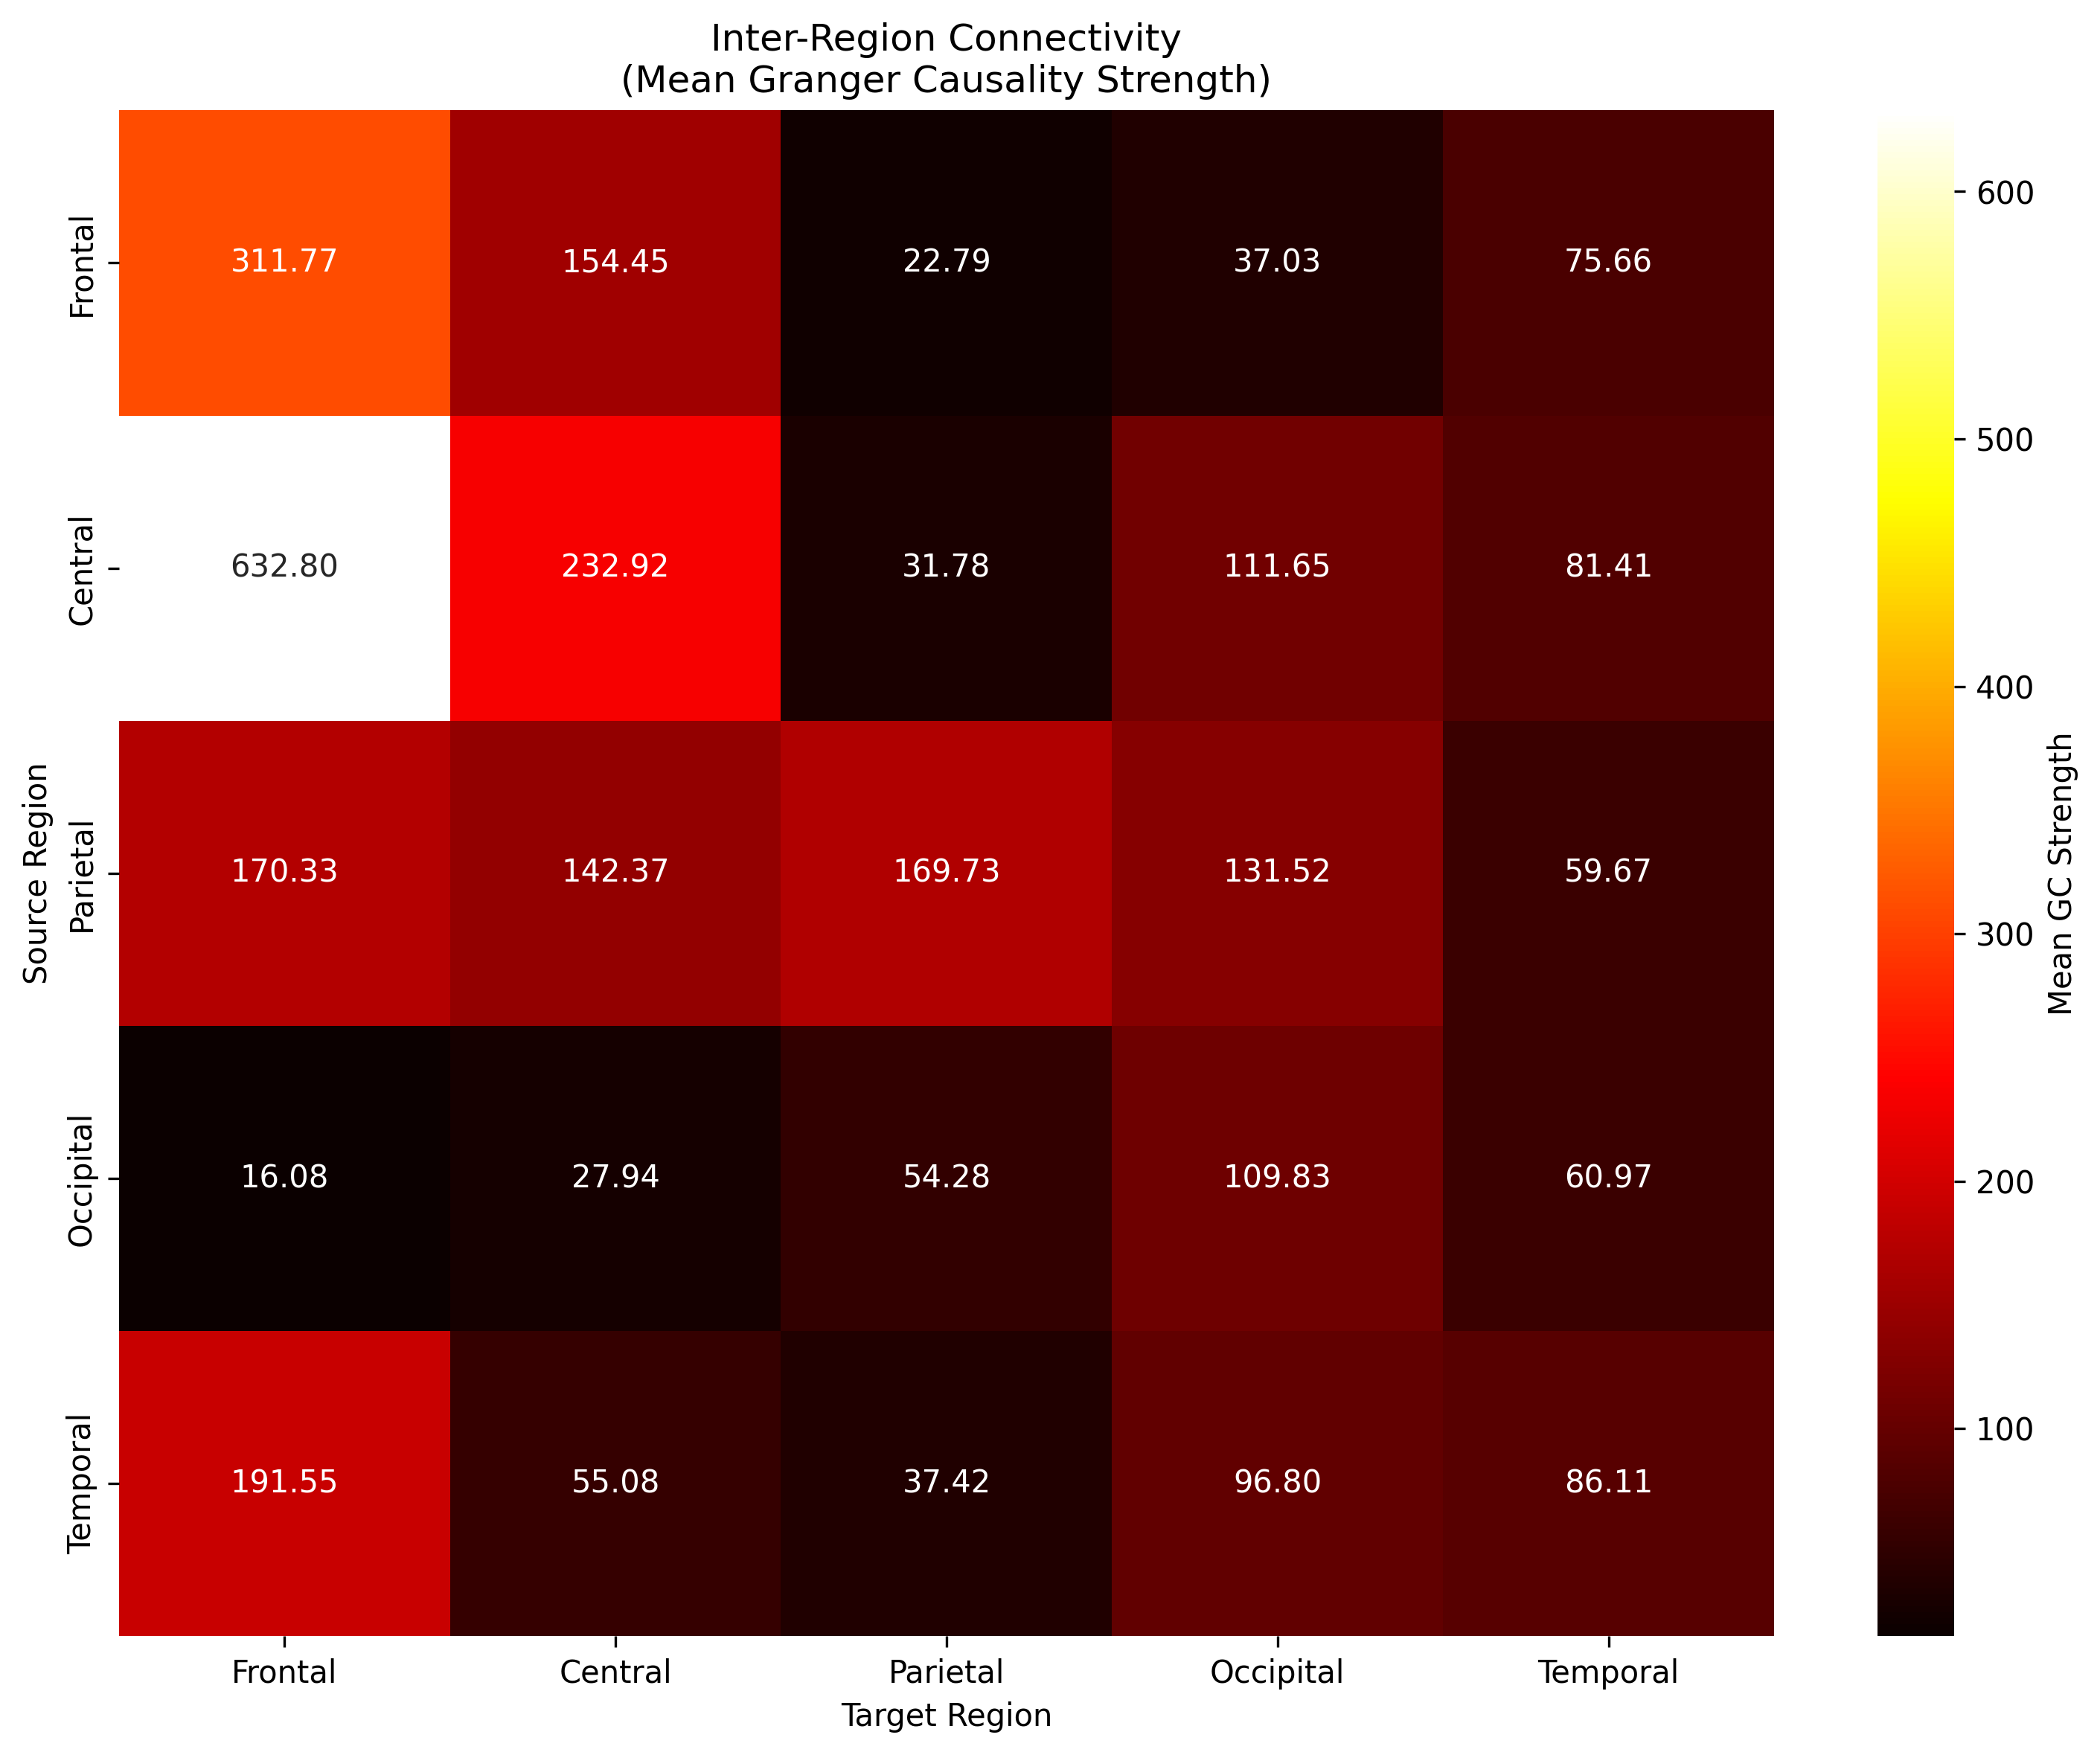 Inter-Region Connectivity
(Mean Granger Causality Strength)
Source Region
Frontal
311.77 154.45 22.79 37.03 75.66
Central
632.80 232.92 31.78 111.65 81.41
Parietal
170.33 142.37 169.73 131.52 59.67
Occipital
16.08 27.94 54.28 109.83 60.97
Temporal
191.55 55.08 37.42 96.80 86.11
Frontal Central Parietal Occipital Temporal
Target Region
600
500
400
300
200
100
Mean GC Strength